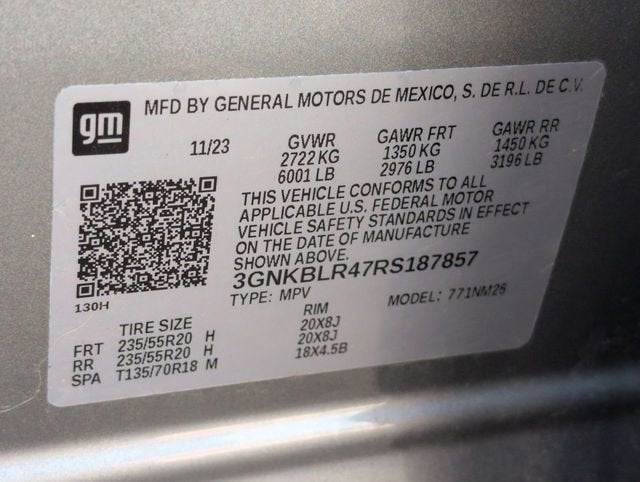 gm
MFD BY GENERAL MOTORS DE MEXICO, S. DE R.L. DE C.V.
11/23 GVWR GAWR FRT GAWR RR
2722 KG 1350 KG 1450 KG
6001 LB 2976 LB 3196 LB
THIS VEHICLE CONFORMS TO ALL
APPLICABLE U.S. FEDERAL MOTOR
VEHICLE SAFETY STANDARDS IN EFFECT
ON THE DATE OF MANUFACTURE
SHOWN ABOVE.
3GNKBLR47RS187857
130H
TYPE: MPV MODEL: 771NM26
TIRE SIZE RIM
FRT 235/55R20 H 20X8J
RR 235/55R20 H 20X8J
SPA T135/70R18 M 18X4.5B